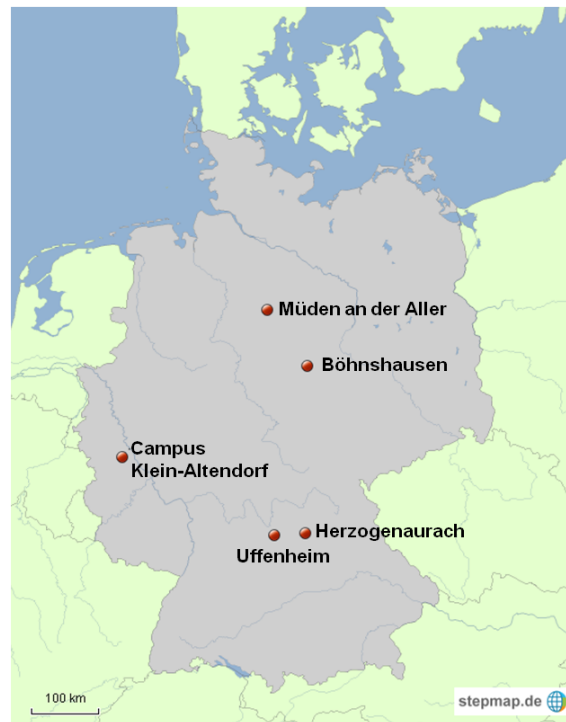 Müden an der Aller
Böhnshausen
Campus
Klein-Altendorf
Herzogenaurach
Uffenheim
100 km
stepmap.de